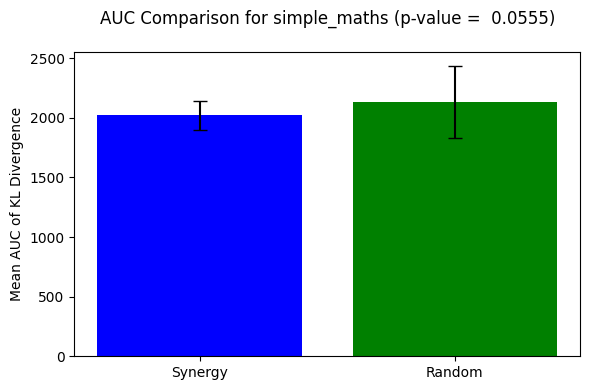 AUC Comparison for simple_maths (p-value =  0.0555)
2500
2000
1500
1000
500
0
Mean AUC of KL Divergence
Synergy
Random